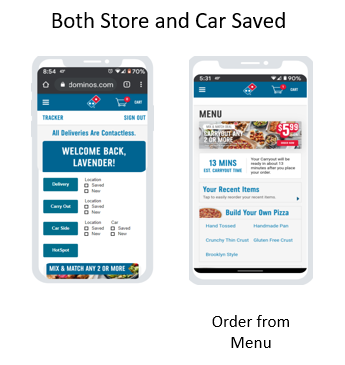 Both Store and Car Saved
8:54
70%
dominos.com
CART
TRACKER
SIGN OUT
All Deliveries Are Contactless.
WELCOME BACK,
LAVENDER!
Delivery
Location
Saved
New
Carry Out
Location
Saved
New
Car Side
Location
Car
Saved
Saved
New
New
HotSpot
MIX & MATCH ANY 2 OR MORE
5:31
90%
CART
MENU
CARRYOUT ANY
2 OR MORE
$5.99
13 MINS
EST. CARRYOUT TIME
Your Carryout will be
ready in about 13
minutes after you place
your order
Your Recent Items
Tap to easily reorder your recent items.
Build Your Own Pizza
Hand Tossed
Handmade Pan
Crunchy Thin Crust
Gluten Free Crust
Brooklyn Style
Order from
Menu